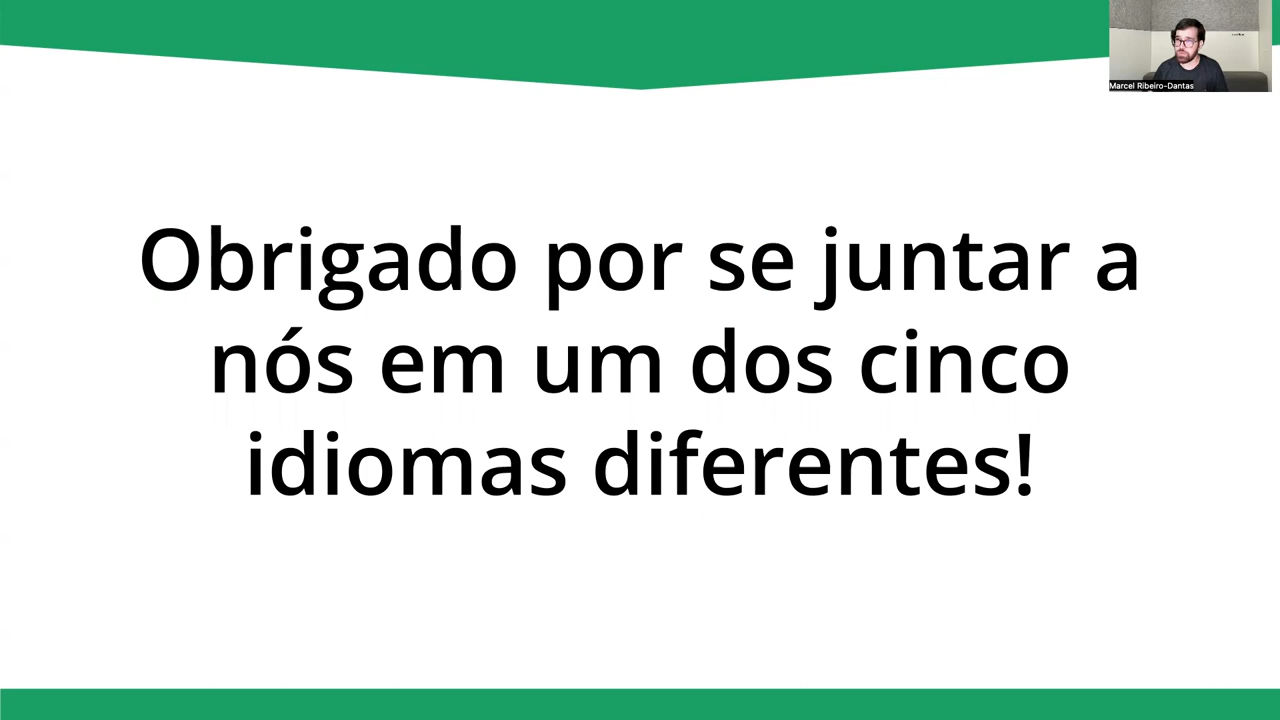 Marcel Ribeiro-Dantas
Obrigado por se juntar a
nós em um dos cinco
idiomas diferentes!